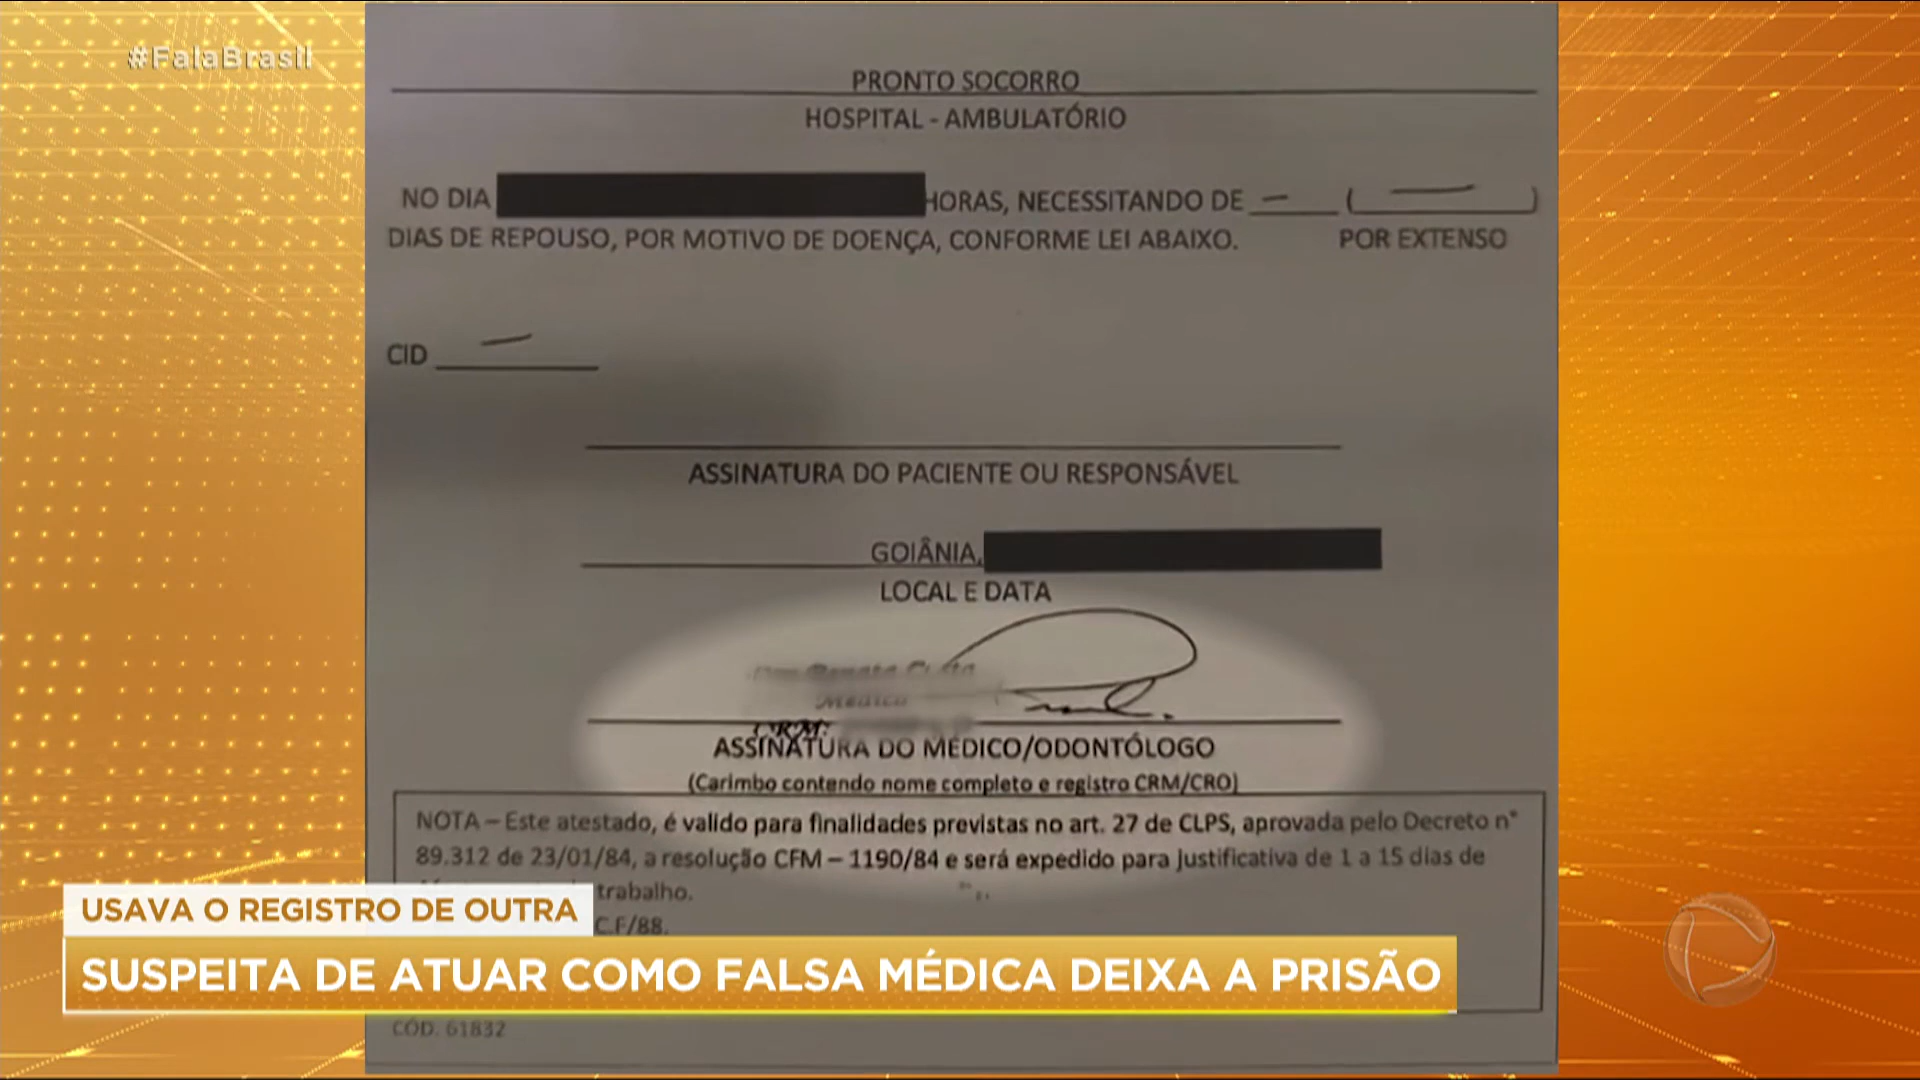 #FalaBrasil
PRONTO SOCORRO
HOSPITAL - AMBULATÓRIO
NO DIA HORAS, NECESSITANDO DE — ( — )
DIAS DE REPOUSO, POR MOTIVO DE DOENÇA, CONFORME LEI ABAIXO. POR EXTENSO
CID —
ASSINATURA DO PACIENTE OU RESPONSÁVEL
GOIÂNIA,
LOCAL E DATA
Médica
CRM:
ASSINATURA DO MÉDICO/ODONTÓLOGO
(Carimbo contendo nome completo e registro CRM/CRO)
NOTA – Este atestado, é valido para finalidades previstas no art. 27 de CLPS, aprovada pelo Decreto n°
89.312 de 23/01/84, a resolução CFM – 1190/84 e será expedido para justificativa de 1 a 15 dias de
trabalho.
C.F/88.
USAVA O REGISTRO DE OUTRA
SUSPEITA DE ATUAR COMO FALSA MÉDICA DEIXA A PRISÃO
CÓD. 61832